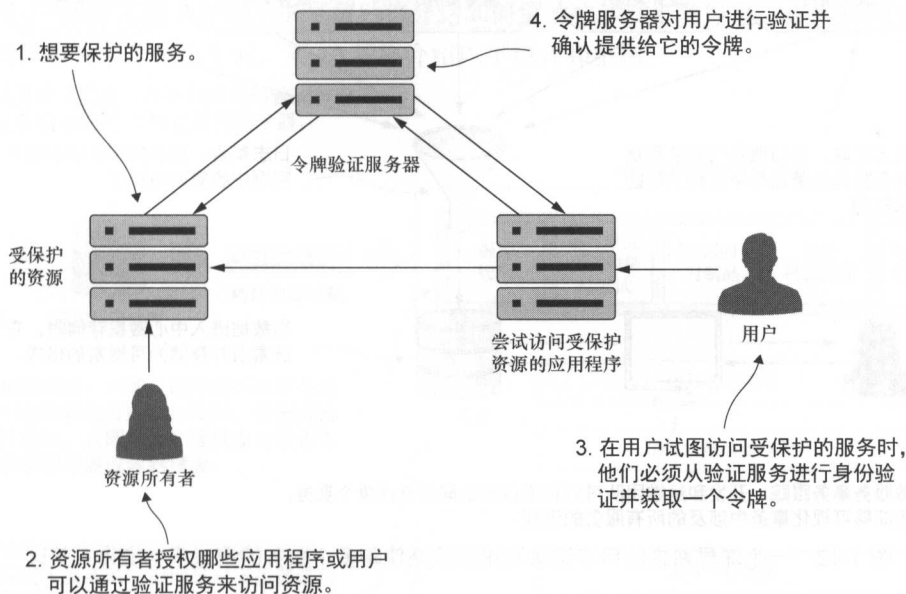 4. 令牌服务器对用户进行验证并
确认提供给它的令牌。
1. 想要保护的服务。
令牌验证服务器
受保护
的资源
尝试访问受保护
资源的应用程序
用户
资源所有者
3. 在用户试图访问受保护的服务时，
他们必须从验证服务进行身份验
证并获取一个令牌。
2. 资源所有者授权哪些应用程序或用户
可以通过验证服务来访问资源。